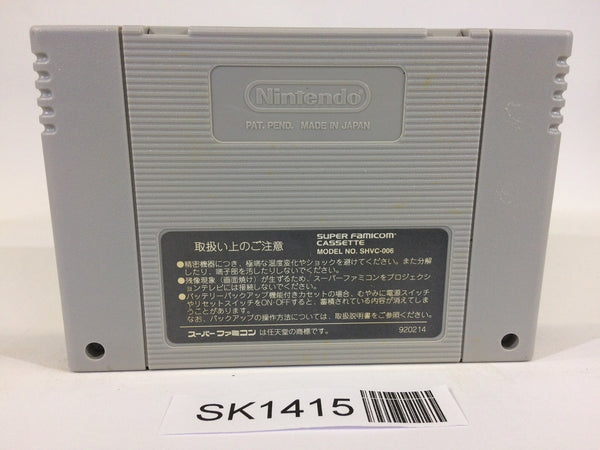 Nintendo
PAT. PEND. MADE IN JAPAN
取扱い上のご注意
SUPER FAMICOM
CASSETTE
MODEL NO. SHVC-006
●精密機器につき、極端な温度変化やショックを避けてください。また分解
したり、端子部を汚したりしないでください。
●残像現象（画面焼け）が生ずるため、スーパーファミコンをプロジェクシ
ョンテレビには接続しないでください。
●バッテリーバックアップ機能付きカセットの場合、むやみに電源スイッチ
やリセットスイッチをON・OFFすると、蓄積されている内容が消えてしま
うことがあります。
なお、バックアップの操作方法については、取扱説明書をご参照ください。
スーパーファミコンは任天堂の商標です。
920214
SK1415